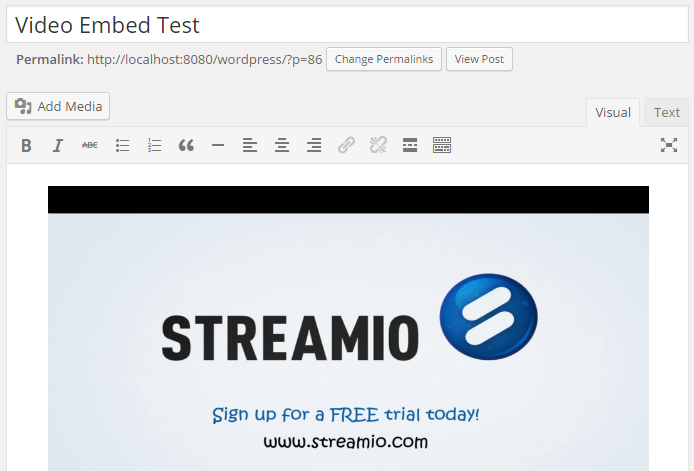 Video Embed Test
Permalink: http://localhost:8080/wordpress/?p=86 Change Permalinks View Post
Add Media
Visual Text
B I ABC
STREAMIO
Sign up for a FREE trial today!
www.streamio.com